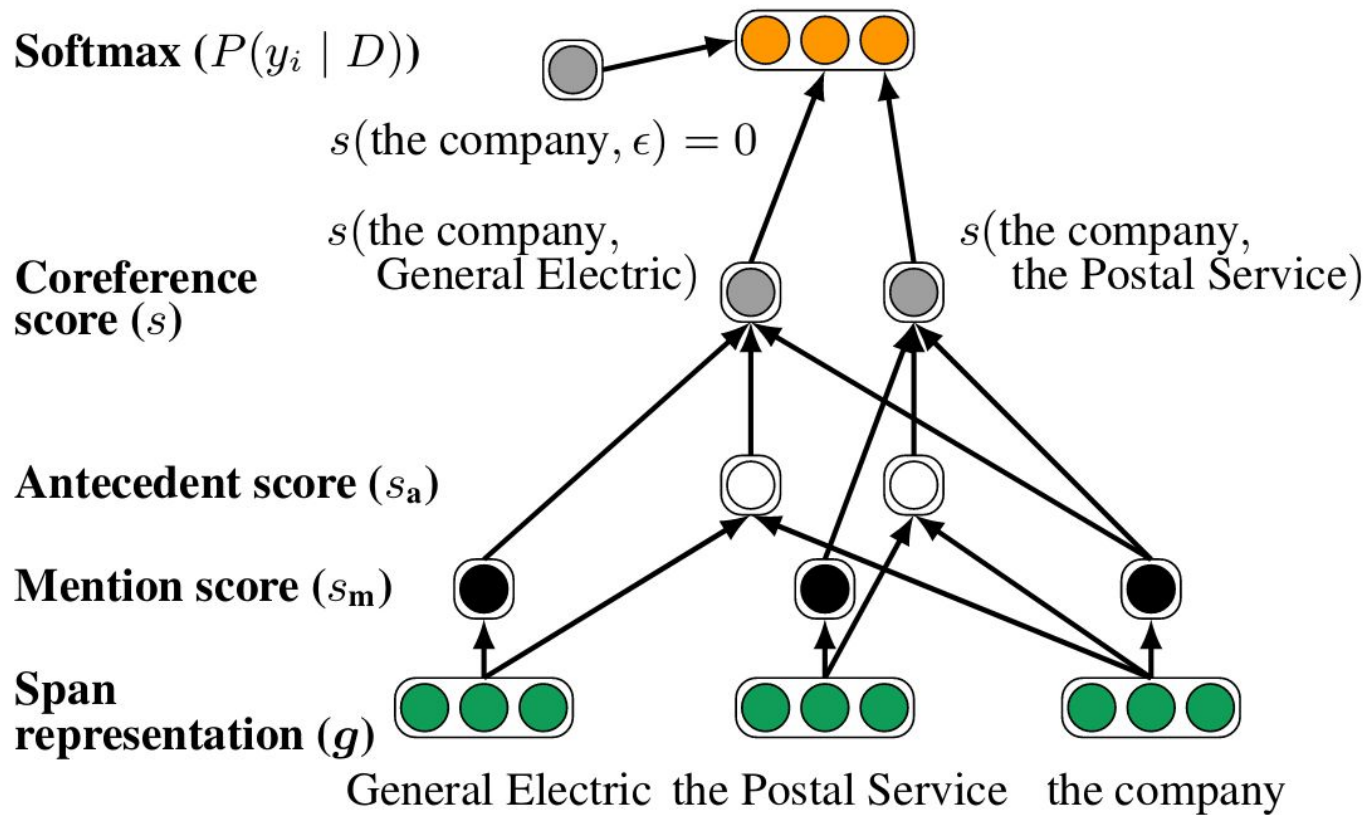 Softmax (P(y_i | D))
s(the company, ϵ) = 0
s(the company,
General Electric)
s(the company,
the Postal Service)
Coreference
score (s)
Antecedent score (s_a)
Mention score (s_m)
Span
representation (g)
General Electric the Postal Service the company